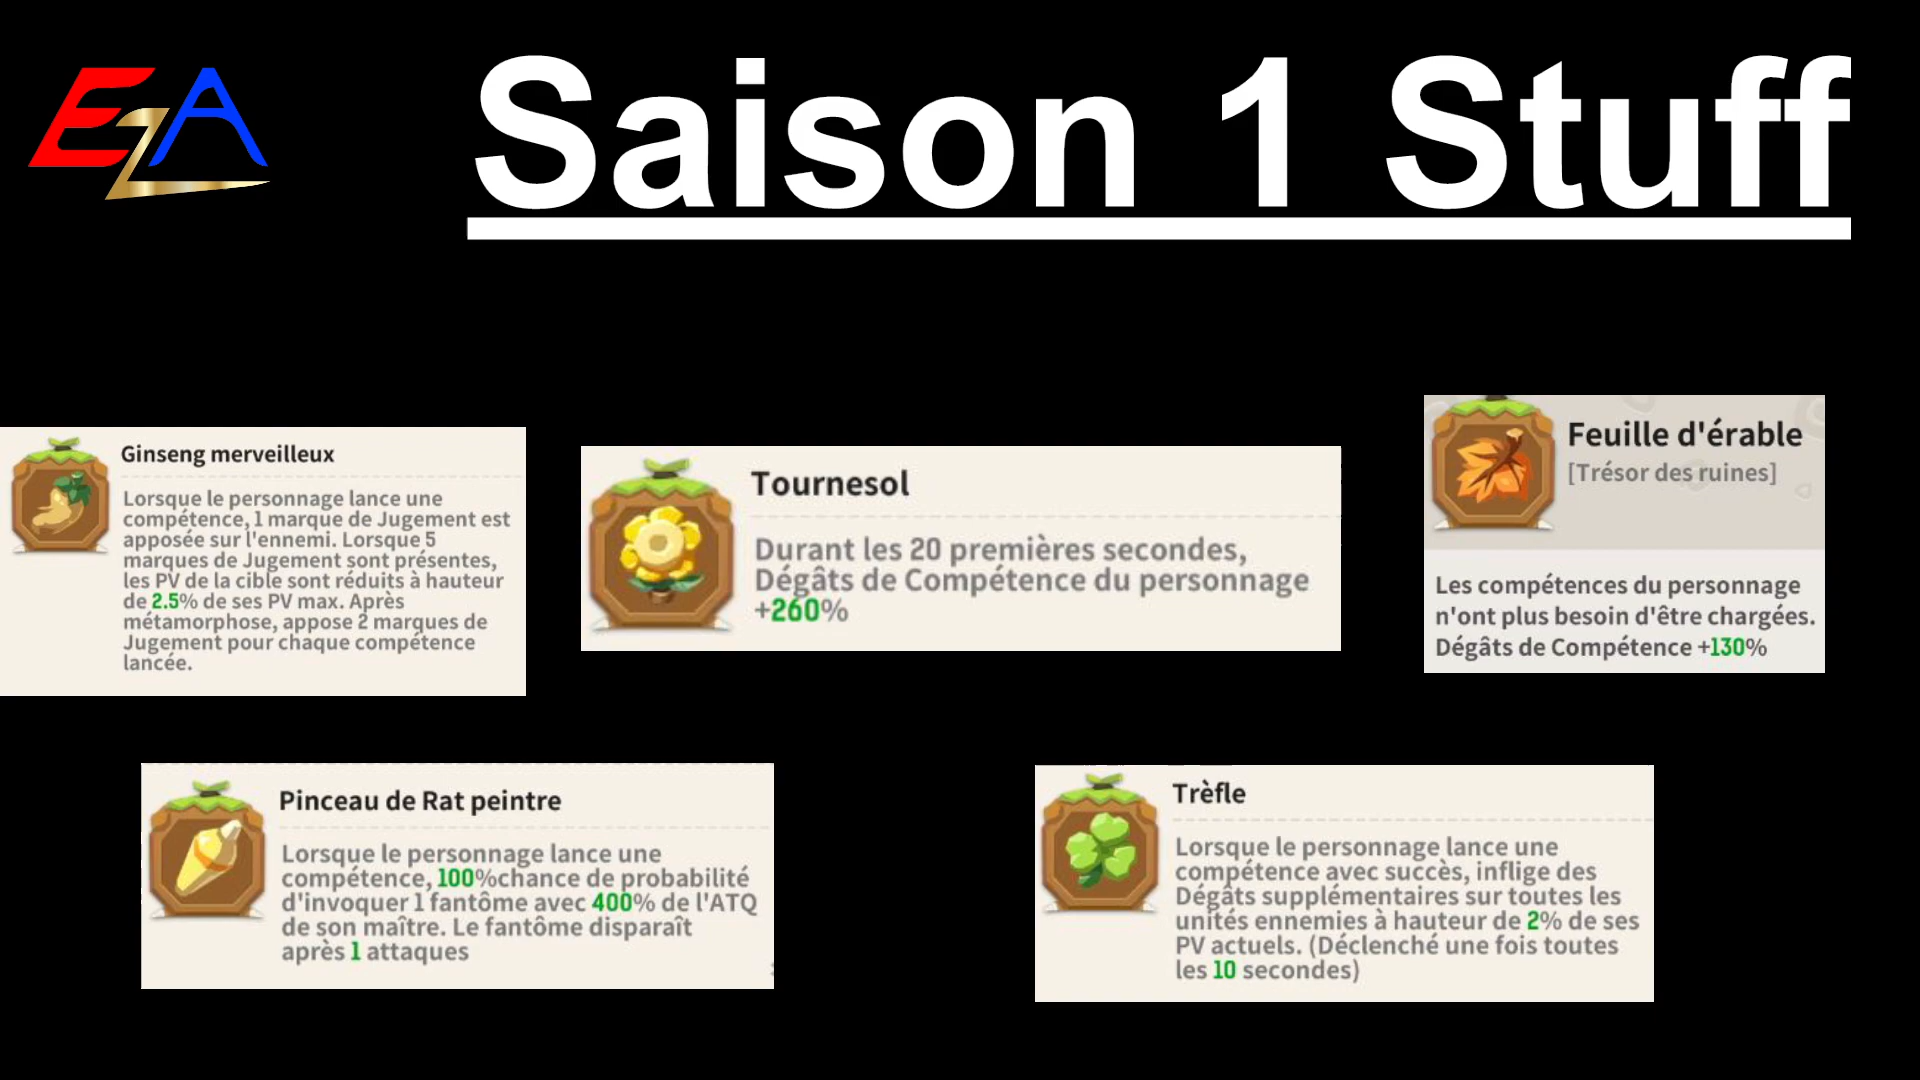 EZA
Saison 1 Stuff
Ginseng merveilleux
Lorsque le personnage lance une
compétence, 1 marque de Jugement est
apposée sur l'ennemi. Lorsque 5
marques de Jugement sont présentes,
les PV de la cible sont réduits à hauteur
de 2.5% de ses PV max. Après
métamorphose, appose 2 marques de
Jugement pour chaque compétence
lancée.
Tournesol
Durant les 20 premières secondes,
Dégâts de Compétence du personnage
+260%
Feuille d'érable
[Trésor des ruines]
Les compétences du personnage
n'ont plus besoin d'être chargées.
Dégâts de Compétence +130%
Pinceau de Rat peintre
Lorsque le personnage lance une
compétence, 100%chance de probabilité
d'invoquer 1 fantôme avec 400% de l'ATQ
de son maître. Le fantôme disparaît
après 1 attaques
Trèfle
Lorsque le personnage lance une
compétence avec succès, inflige des
Dégâts supplémentaires sur toutes les
unités ennemies à hauteur de 2% de ses
PV actuels. (Déclenché une fois toutes
les 10 secondes)